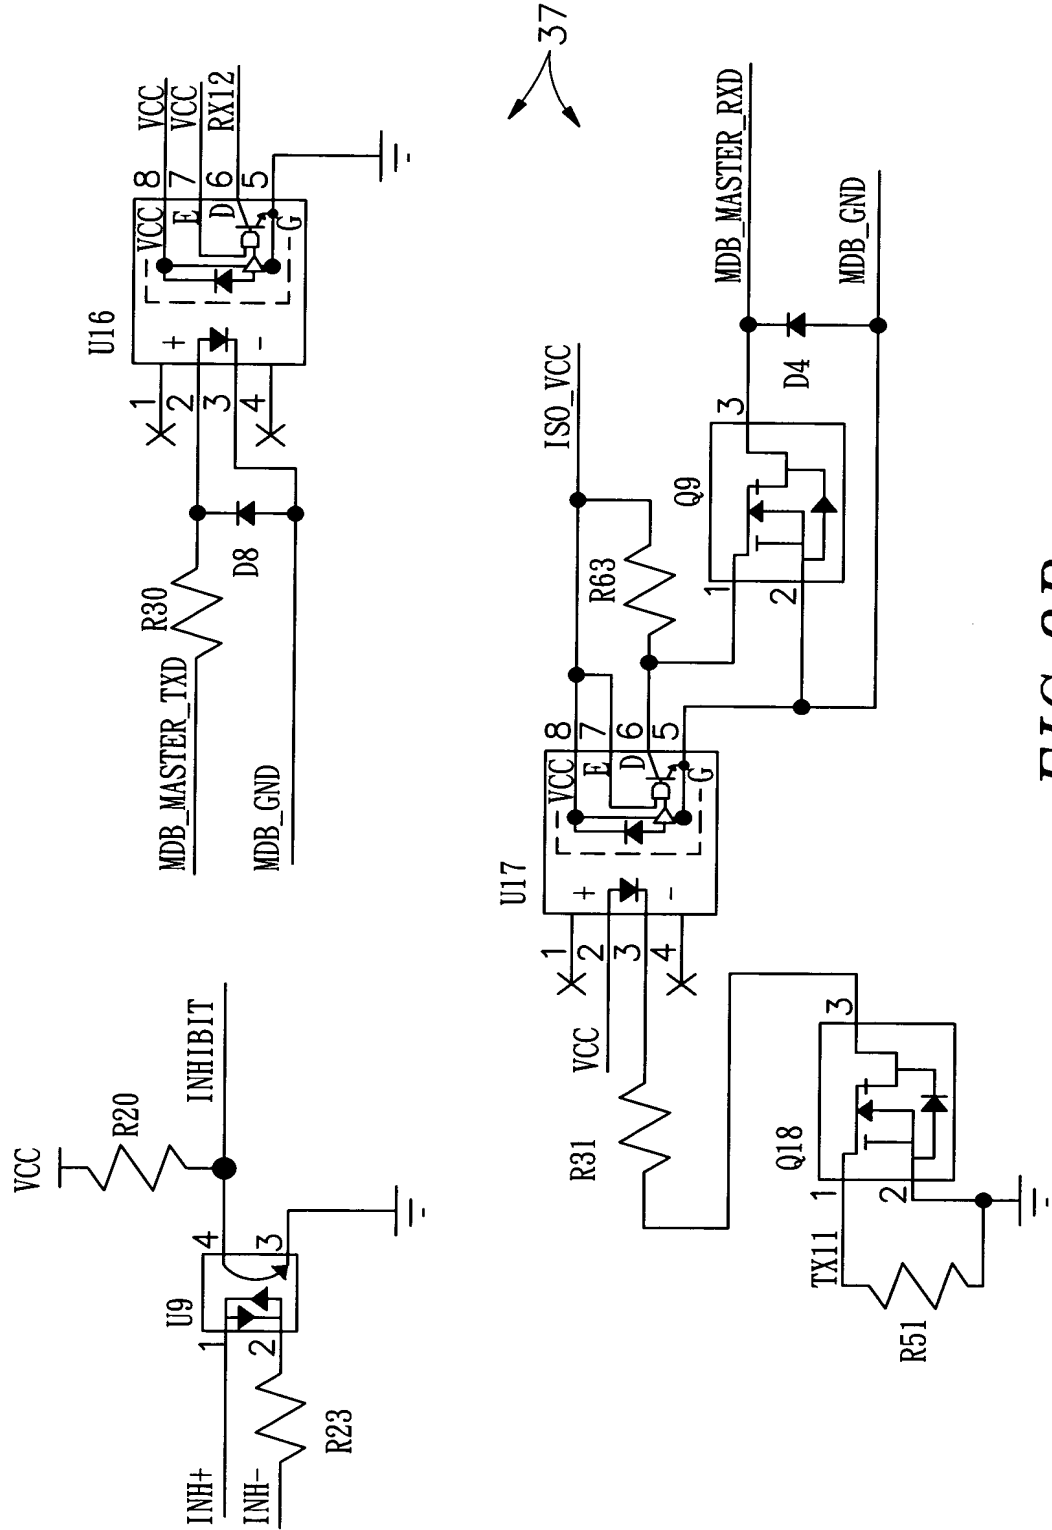 VCC
R20
INHIBIT
U9
4
3
1
2
INH+
INH-
R23
MDB_MASTER_TXD
R30
MDB_GND
D8
U16
1
2
3
4
+
-
VCC
E
D
G
8
7
6
5
VCC
VCC
RX12
37
TX11
R51
Q18
1
2
3
R31
VCC
U17
1
2
3
4
+
-
VCC
E
D
G
8
7
6
5
ISO_VCC
R63
Q9
1
2
3
D4
MDB_MASTER_RXD
MDB_GND